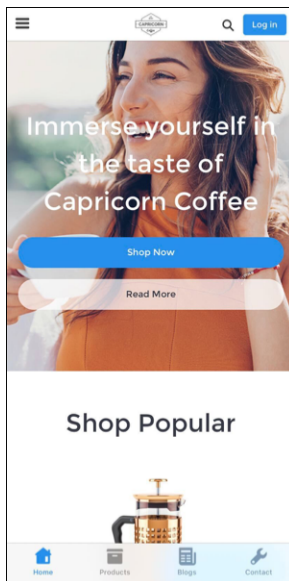 CAPRICORN
Log in
Immerse yourself in
the taste of
Capricorn Coffee
Shop Now
Read More
Shop Popular
Home
Products
Blogs
Contact